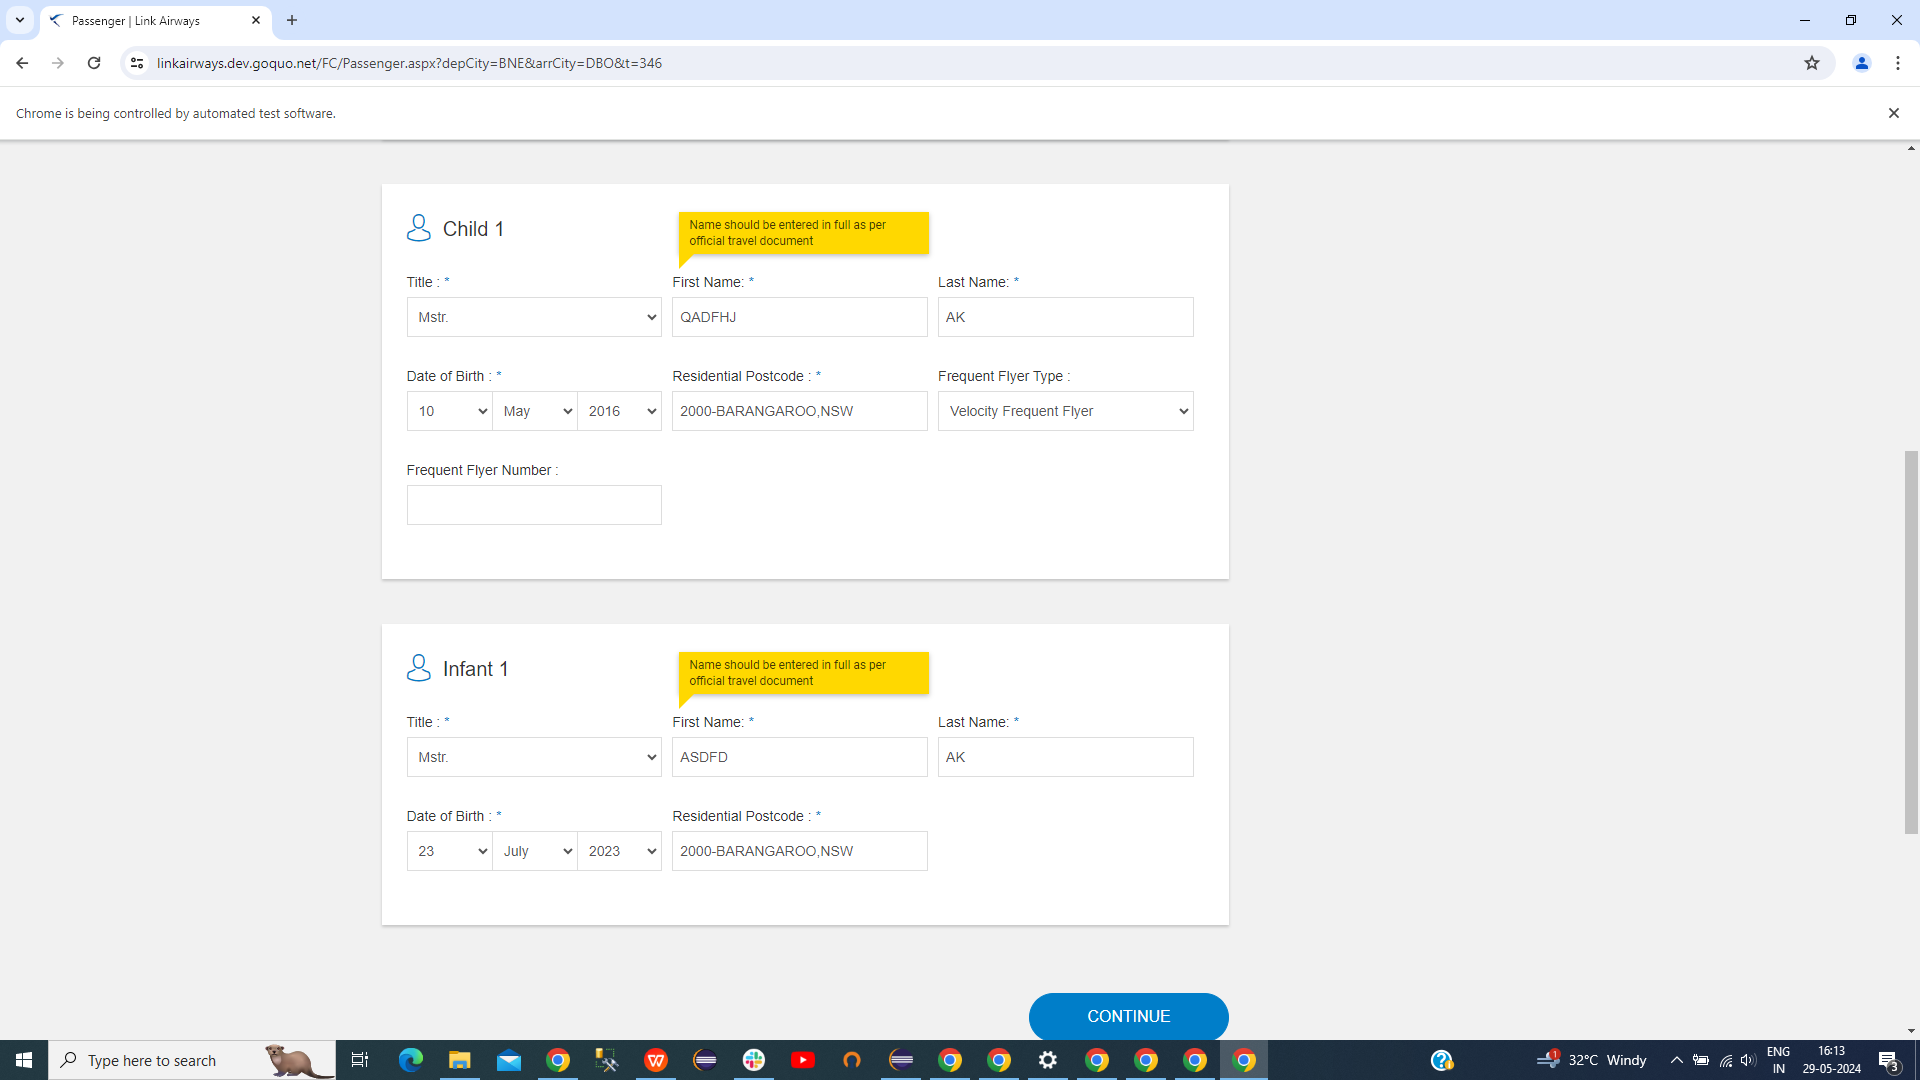 Passenger | Link Airways
linkairways.dev.goquo.net/FC/Passenger.aspx?depCity=BNE&arrCity=DBO&t=346
Chrome is being controlled by automated test software.
Child 1
Name should be entered in full as per
official travel document
Title : * First Name: * Last Name: *
Mstr. QADFHJ AK
Date of Birth : * Residential Postcode : * Frequent Flyer Type :
10 May 2016 2000-BARANGAROO,NSW Velocity Frequent Flyer
Frequent Flyer Number :
Infant 1
Name should be entered in full as per
official travel document
Title : * First Name: * Last Name: *
Mstr. ASDFD AK
Date of Birth : * Residential Postcode : *
23 July 2023 2000-BARANGAROO,NSW
CONTINUE
Type here to search
1
32°C Windy
ENG
IN
16:13
29-05-2024
3